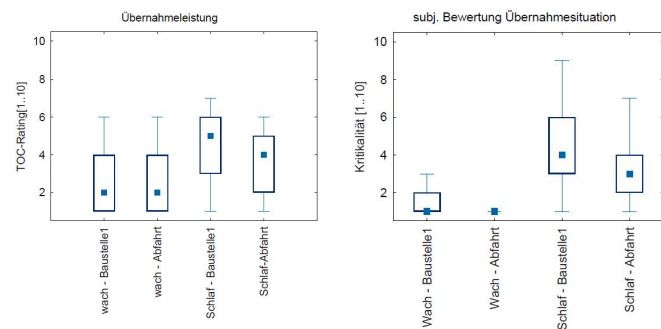 Übernahmeleistung
TOC-Rating[1..10]
10
8
6
4
2
wach - Baustelle1
wach - Abfahrt
Schlaf - Baustelle1
Schlaf-Abfahrt
subj. Bewertung Übernahmesituation
Kritikalität [1..10]
10
8
6
4
2
Wach - Baustelle1
Wach - Abfahrt
Schlaf - Baustelle1
Schlaf - Abfahrt